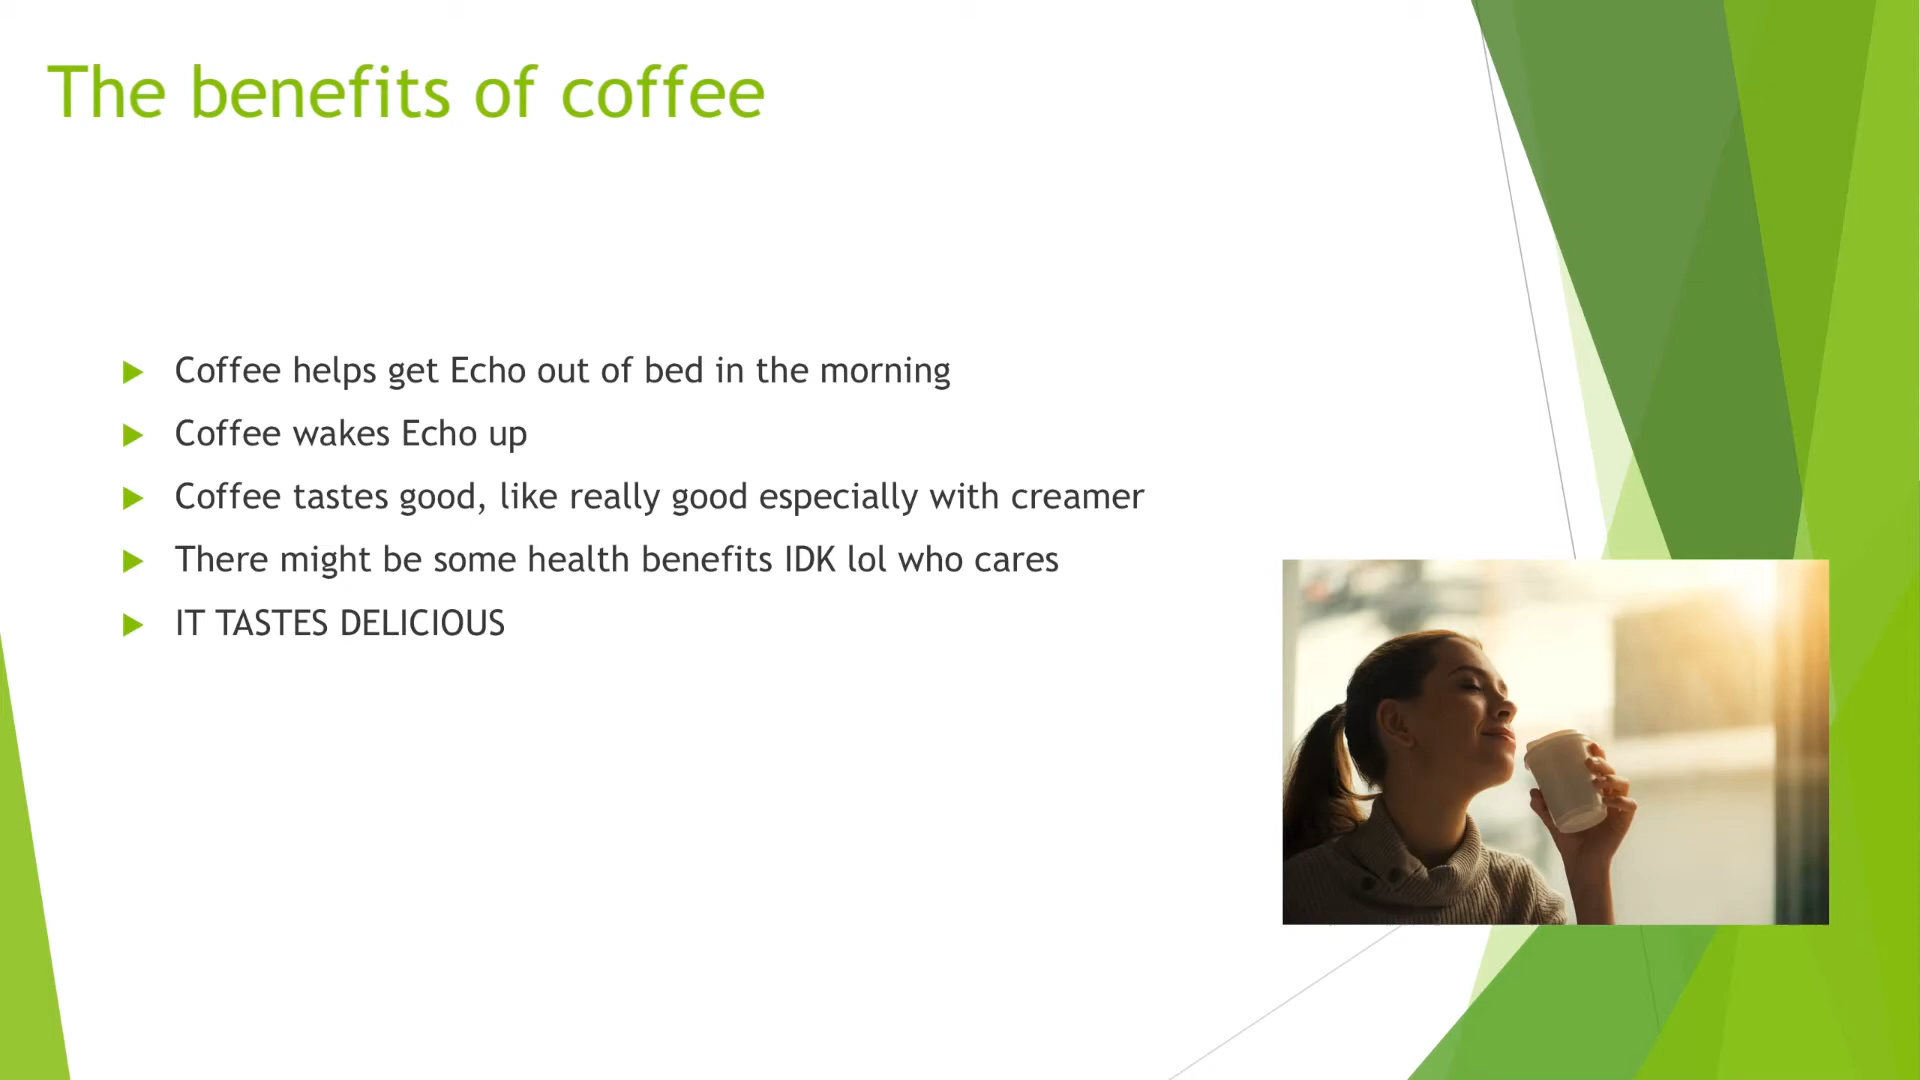 The benefits of coffee
Coffee helps get Echo out of bed in the morning
Coffee wakes Echo up
Coffee tastes good, like really good especially with creamer
There might be some health benefits IDK lol who cares
IT TASTES DELICIOUS